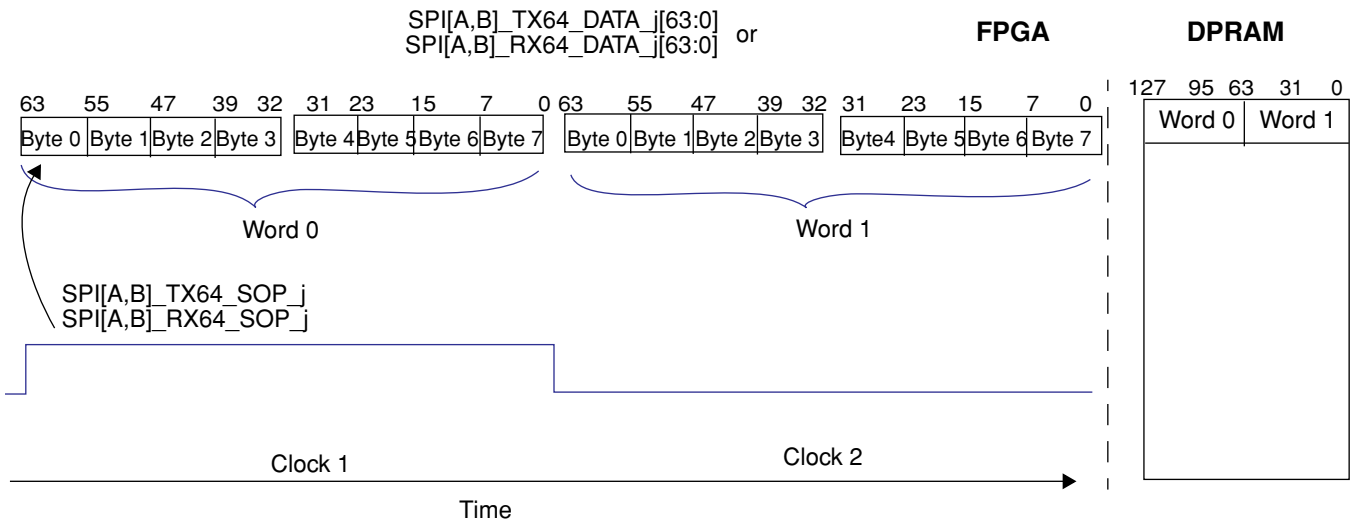 SPI[A,B]_TX64_DATA_j[63:0] or
SPI[A,B]_RX64_DATA_j[63:0]
FPGA DPRAM
63 55 47 39 32 31 23 15 7 0 63 55 47 39 32 31 23 15 7 0 127 95 63 31 0
Byte 0 Byte 1 Byte 2 Byte 3 Byte 4 Byte 5 Byte 6 Byte 7 Byte 0 Byte 1 Byte 2 Byte 3 Byte4 Byte 5 Byte 6 Byte 7 Word 0 Word 1
Word 0 Word 1
SPI[A,B]_TX64_SOP_j
SPI[A,B]_RX64_SOP_j
Clock 1 Clock 2
Time